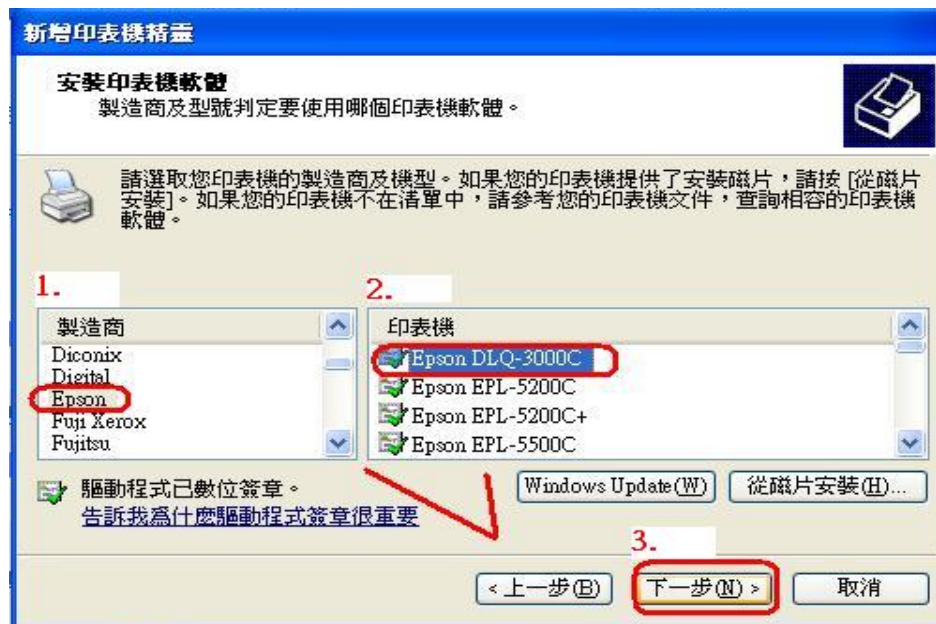 新增印表機精靈
安裝印表機軟體
製造商及型號判定要使用哪個印表機軟體。
請選取您印表機的製造商及機型。如果您的印表機提供了安裝磁片，請按 [從磁片
安裝]。如果您的印表機不在清單中，請參考您的印表機文件，查詢相容的印表機
軟體。
1.
2.
製造商
Diconix
Digital
Epson
Fuji Xerox
Fujitsu
印表機
Epson DLQ-3000C
Epson EPL-5200C
Epson EPL-5200C+
Epson EPL-5500C
驅動程式已數位簽章。
告訴我爲什麼驅動程式簽章很重要
Windows Update(W)
從磁片安裝(H)...
3.
< 上一步(B)
下一步(N) >
取消